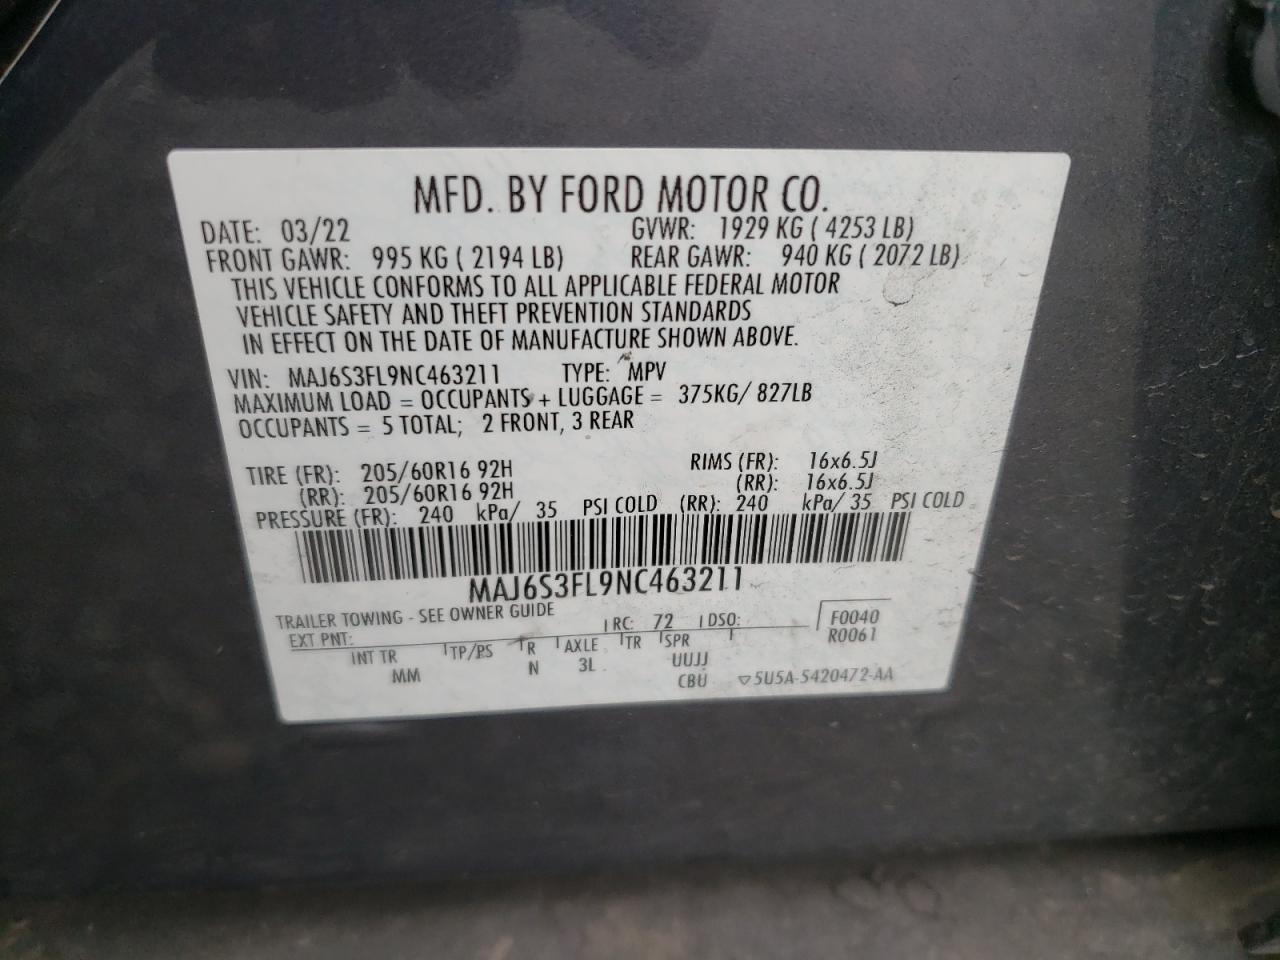 MFD. BY FORD MOTOR CO.
DATE: 03/22 GVWR: 1929 KG ( 4253 LB)
FRONT GAWR: 995 KG ( 2194 LB) REAR GAWR: 940 KG ( 2072 LB)
THIS VEHICLE CONFORMS TO ALL APPLICABLE FEDERAL MOTOR
VEHICLE SAFETY AND THEFT PREVENTION STANDARDS
IN EFFECT ON THE DATE OF MANUFACTURE SHOWN ABOVE.
VIN: MAJ6S3FL9NC463211 TYPE: MPV
MAXIMUM LOAD = OCCUPANTS + LUGGAGE = 375KG/ 827LB
OCCUPANTS = 5 TOTAL; 2 FRONT, 3 REAR
TIRE (FR): 205/60R16 92H RIMS (FR): 16x6.5J
(RR): 205/60R16 92H (RR): 16x6.5J
PRESSURE (FR): 240 kPa/ 35 PSI COLD (RR): 240 kPa/ 35 PSI COLD
MAJ6S3FL9NC463211
TRAILER TOWING - SEE OWNER GUIDE
EXT PNT: RC: 72 DSO: F0040
R0061
INT TR TP/PS R AXLE TR SPR
MM N 3L UUJJ
CBU ▽5U5A-5420472-AA